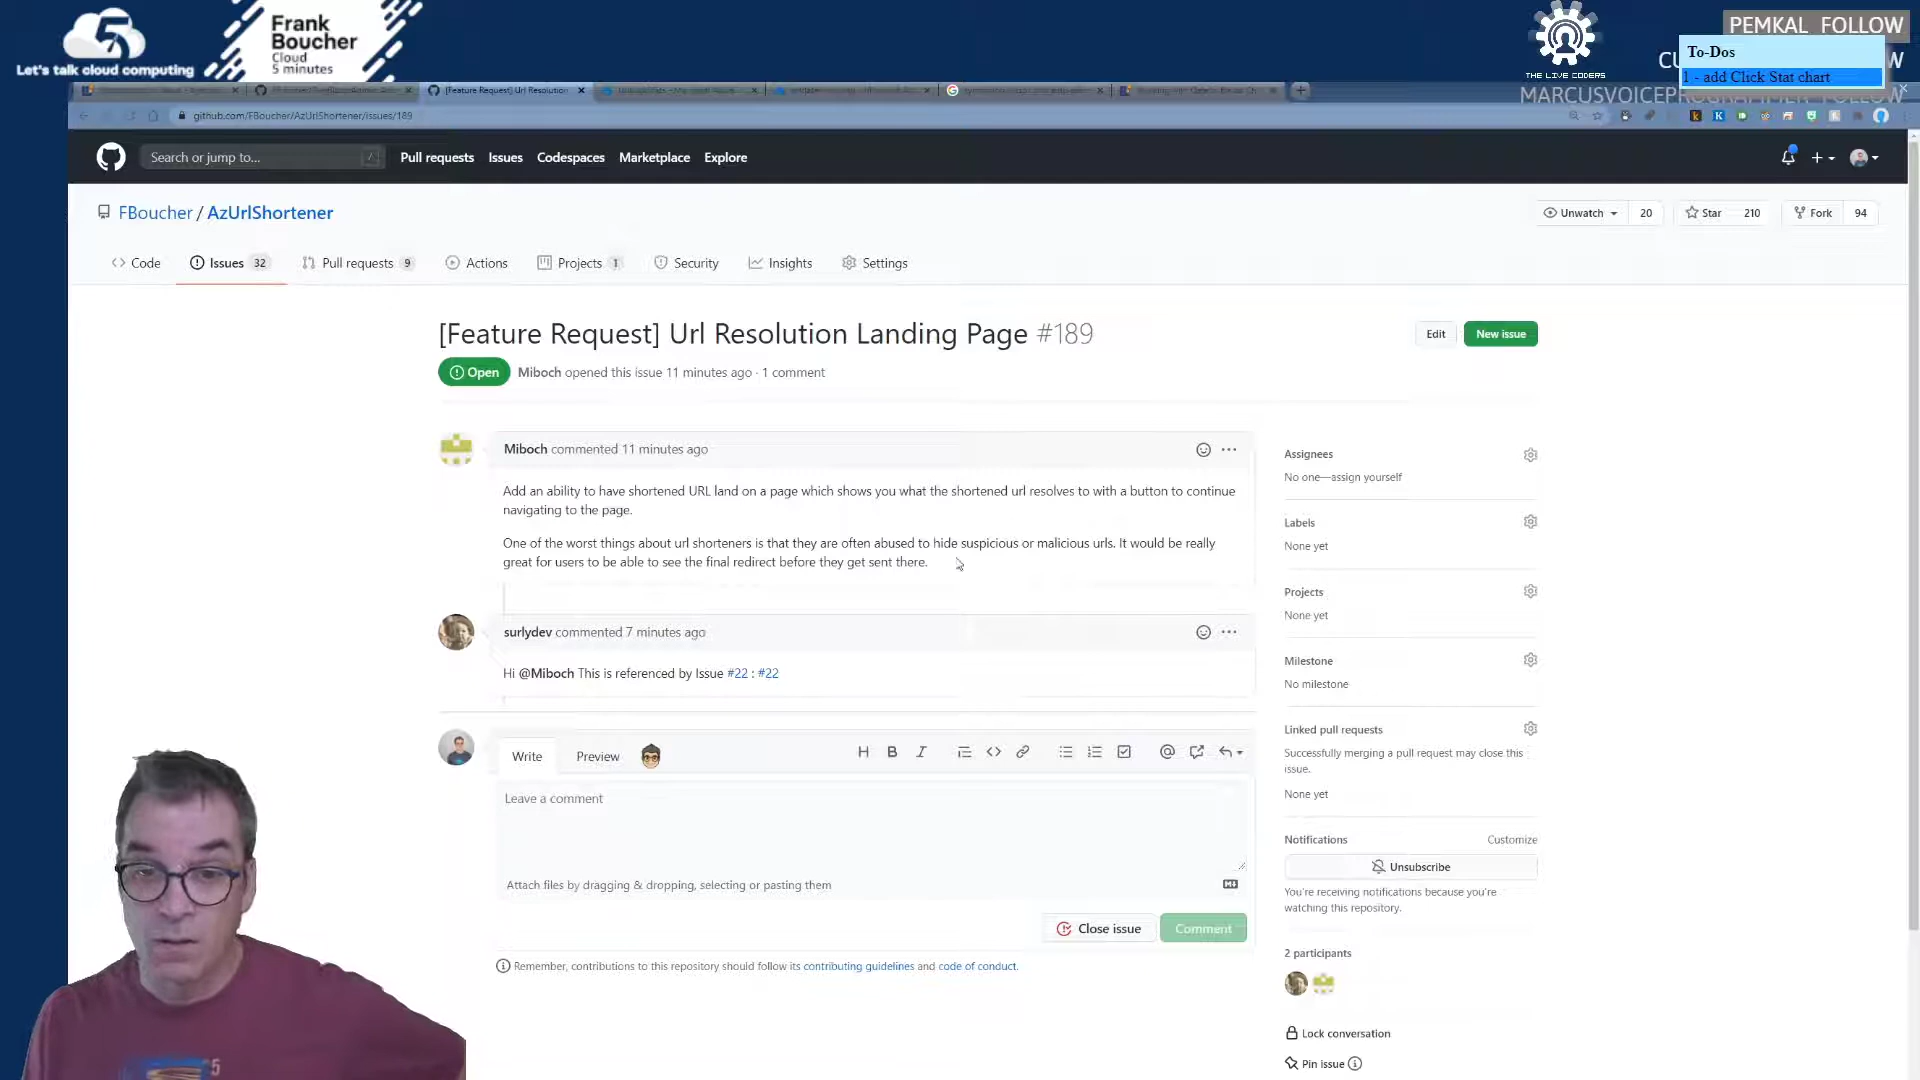 Let's talk cloud computing
Frank
Boucher
Cloud
5 minutes
THE LIVE CODERS
PEMKAL FOLLOW
To-Dos
1 - add Click Stat chart
[Feature Request] Url Resolution
github.com/FBoucher/AzUrlShortener/issues/189
Search or jump to...
/
Pull requests
Issues
Codespaces
Marketplace
Explore
FBoucher / AzUrlShortener
Unwatch 20
Star 210
Fork 94
Code
Issues 32
Pull requests 9
Actions
Projects 1
Security
Insights
Settings
[Feature Request] Url Resolution Landing Page #189
Edit
New issue
Open
Miboch opened this issue 11 minutes ago · 1 comment
Miboch commented 11 minutes ago
Add an ability to have shortened URL land on a page which shows you what the shortened url resolves to with a button to continue
navigating to the page.
One of the worst things about url shorteners is that they are often abused to hide suspicious or malicious urls. It would be really
great for users to be able to see the final redirect before they get sent there.
surlydev commented 7 minutes ago
Hi @Miboch This is referenced by Issue #22 : #22
Write
Preview
Leave a comment
Attach files by dragging & dropping, selecting or pasting them
Close issue
Comment
Remember, contributions to this repository should follow its contributing guidelines and code of conduct.
Assignees
No one—assign yourself
Labels
None yet
Projects
None yet
Milestone
No milestone
Linked pull requests
Successfully merging a pull request may close this
issue.
None yet
Notifications
Customize
Unsubscribe
You're receiving notifications because you're
watching this repository.
2 participants
Lock conversation
Pin issue